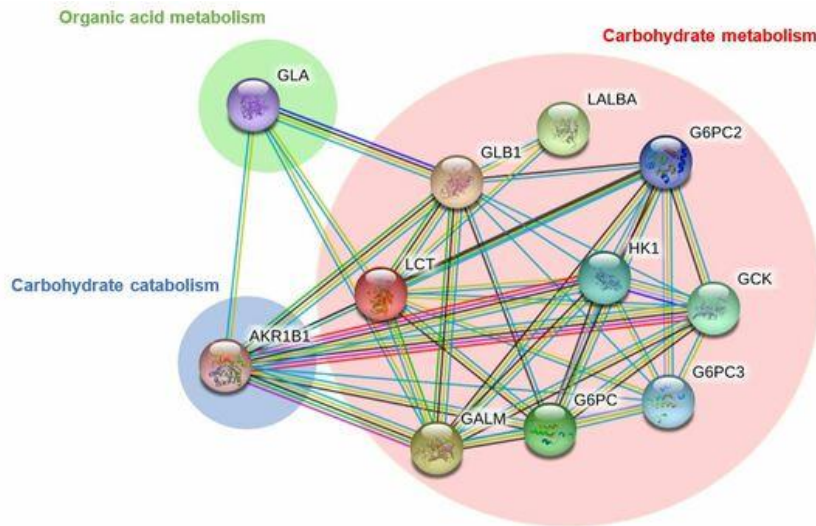 Organic acid metabolism
Carbohydrate metabolism
GLA
LALBA
G6PC2
GLB1
HK1
LCT
GCK
Carbohydrate catabolism
AKR1B1
G6PC3
G6PC
GALM